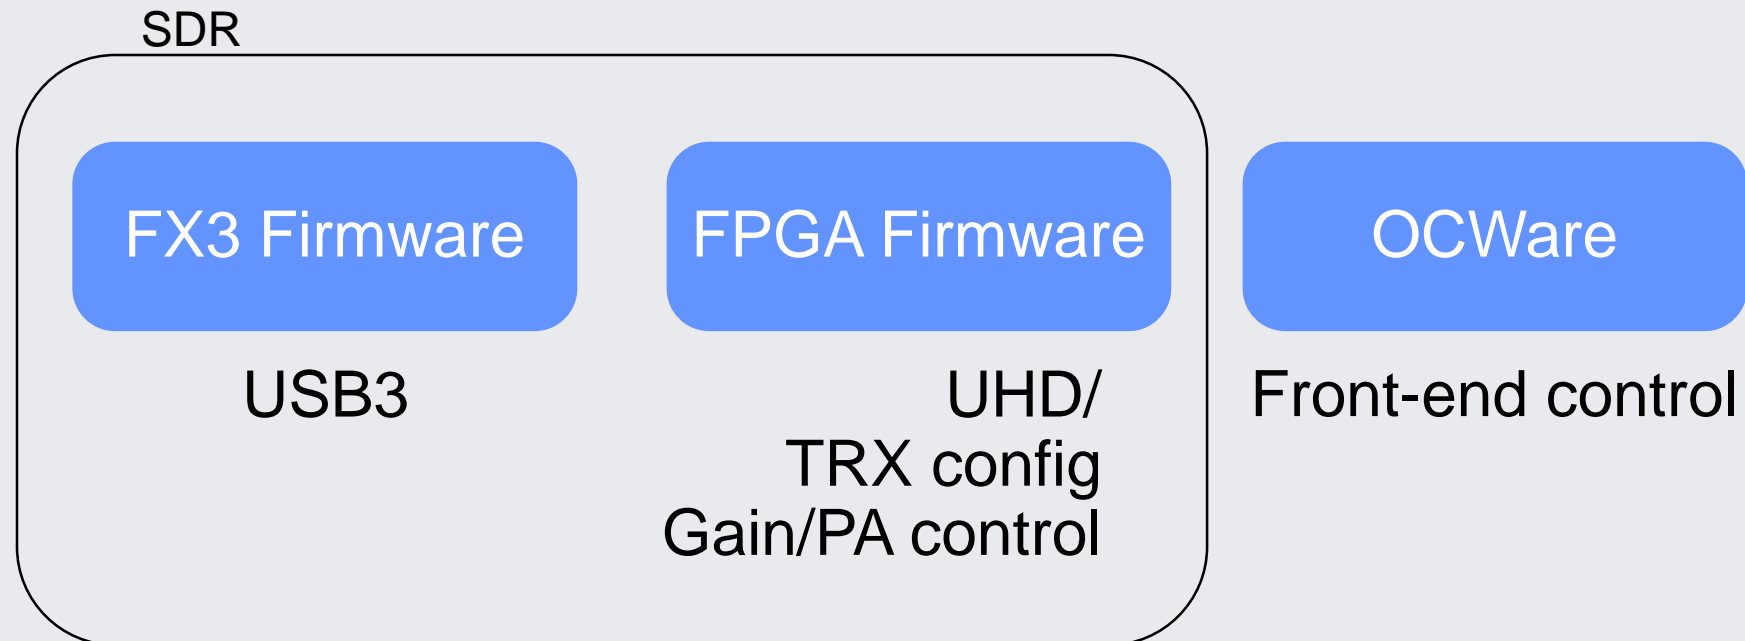 SDR
FX3 Firmware
FPGA Firmware
OCWare
USB3
UHD/
TRX config
Gain/PA control
Front-end control